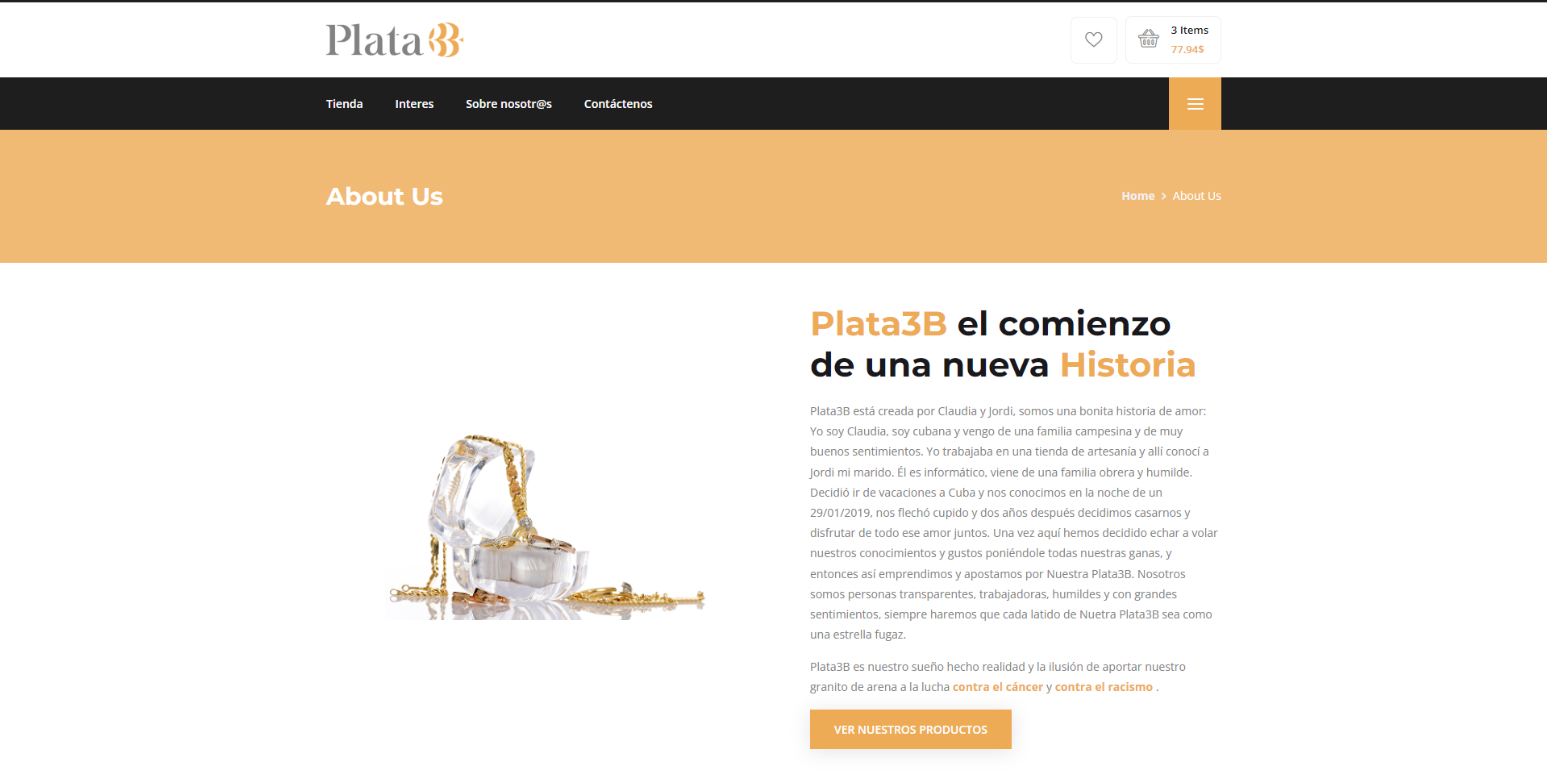 Plata3B
3 Items
77.94$
Tienda Interes Sobre nosotr@s Contáctenos
About Us
Home > About Us
Plata3B el comienzo
de una nueva Historia
Plata3B está creada por Claudia y Jordi, somos una bonita historia de amor:
Yo soy Claudia, soy cubana y vengo de una familia campesina y de muy
buenos sentimientos. Yo trabajaba en una tienda de artesanía y allí conocí a
Jordi mi marido. Él es informático, viene de una familia obrera y humilde.
Decidió ir de vacaciones a Cuba y nos conocimos en la noche de un
29/01/2019, nos flechó cupido y dos años después decidimos casarnos y
disfrutar de todo ese amor juntos. Una vez aquí hemos decidido echar a volar
nuestros conocimientos y gustos poniéndole todas nuestras ganas, y
entonces así emprendimos y apostamos por Nuestra Plata3B. Nosotros
somos personas transparentes, trabajadoras, humildes y con grandes
sentimientos, siempre haremos que cada latido de Nuetra Plata3B sea como
una estrella fugaz.
Plata3B es nuestro sueño hecho realidad y la ilusión de aportar nuestro
granito de arena a la lucha contra el cáncer y contra el racismo .
VER NUESTROS PRODUCTOS